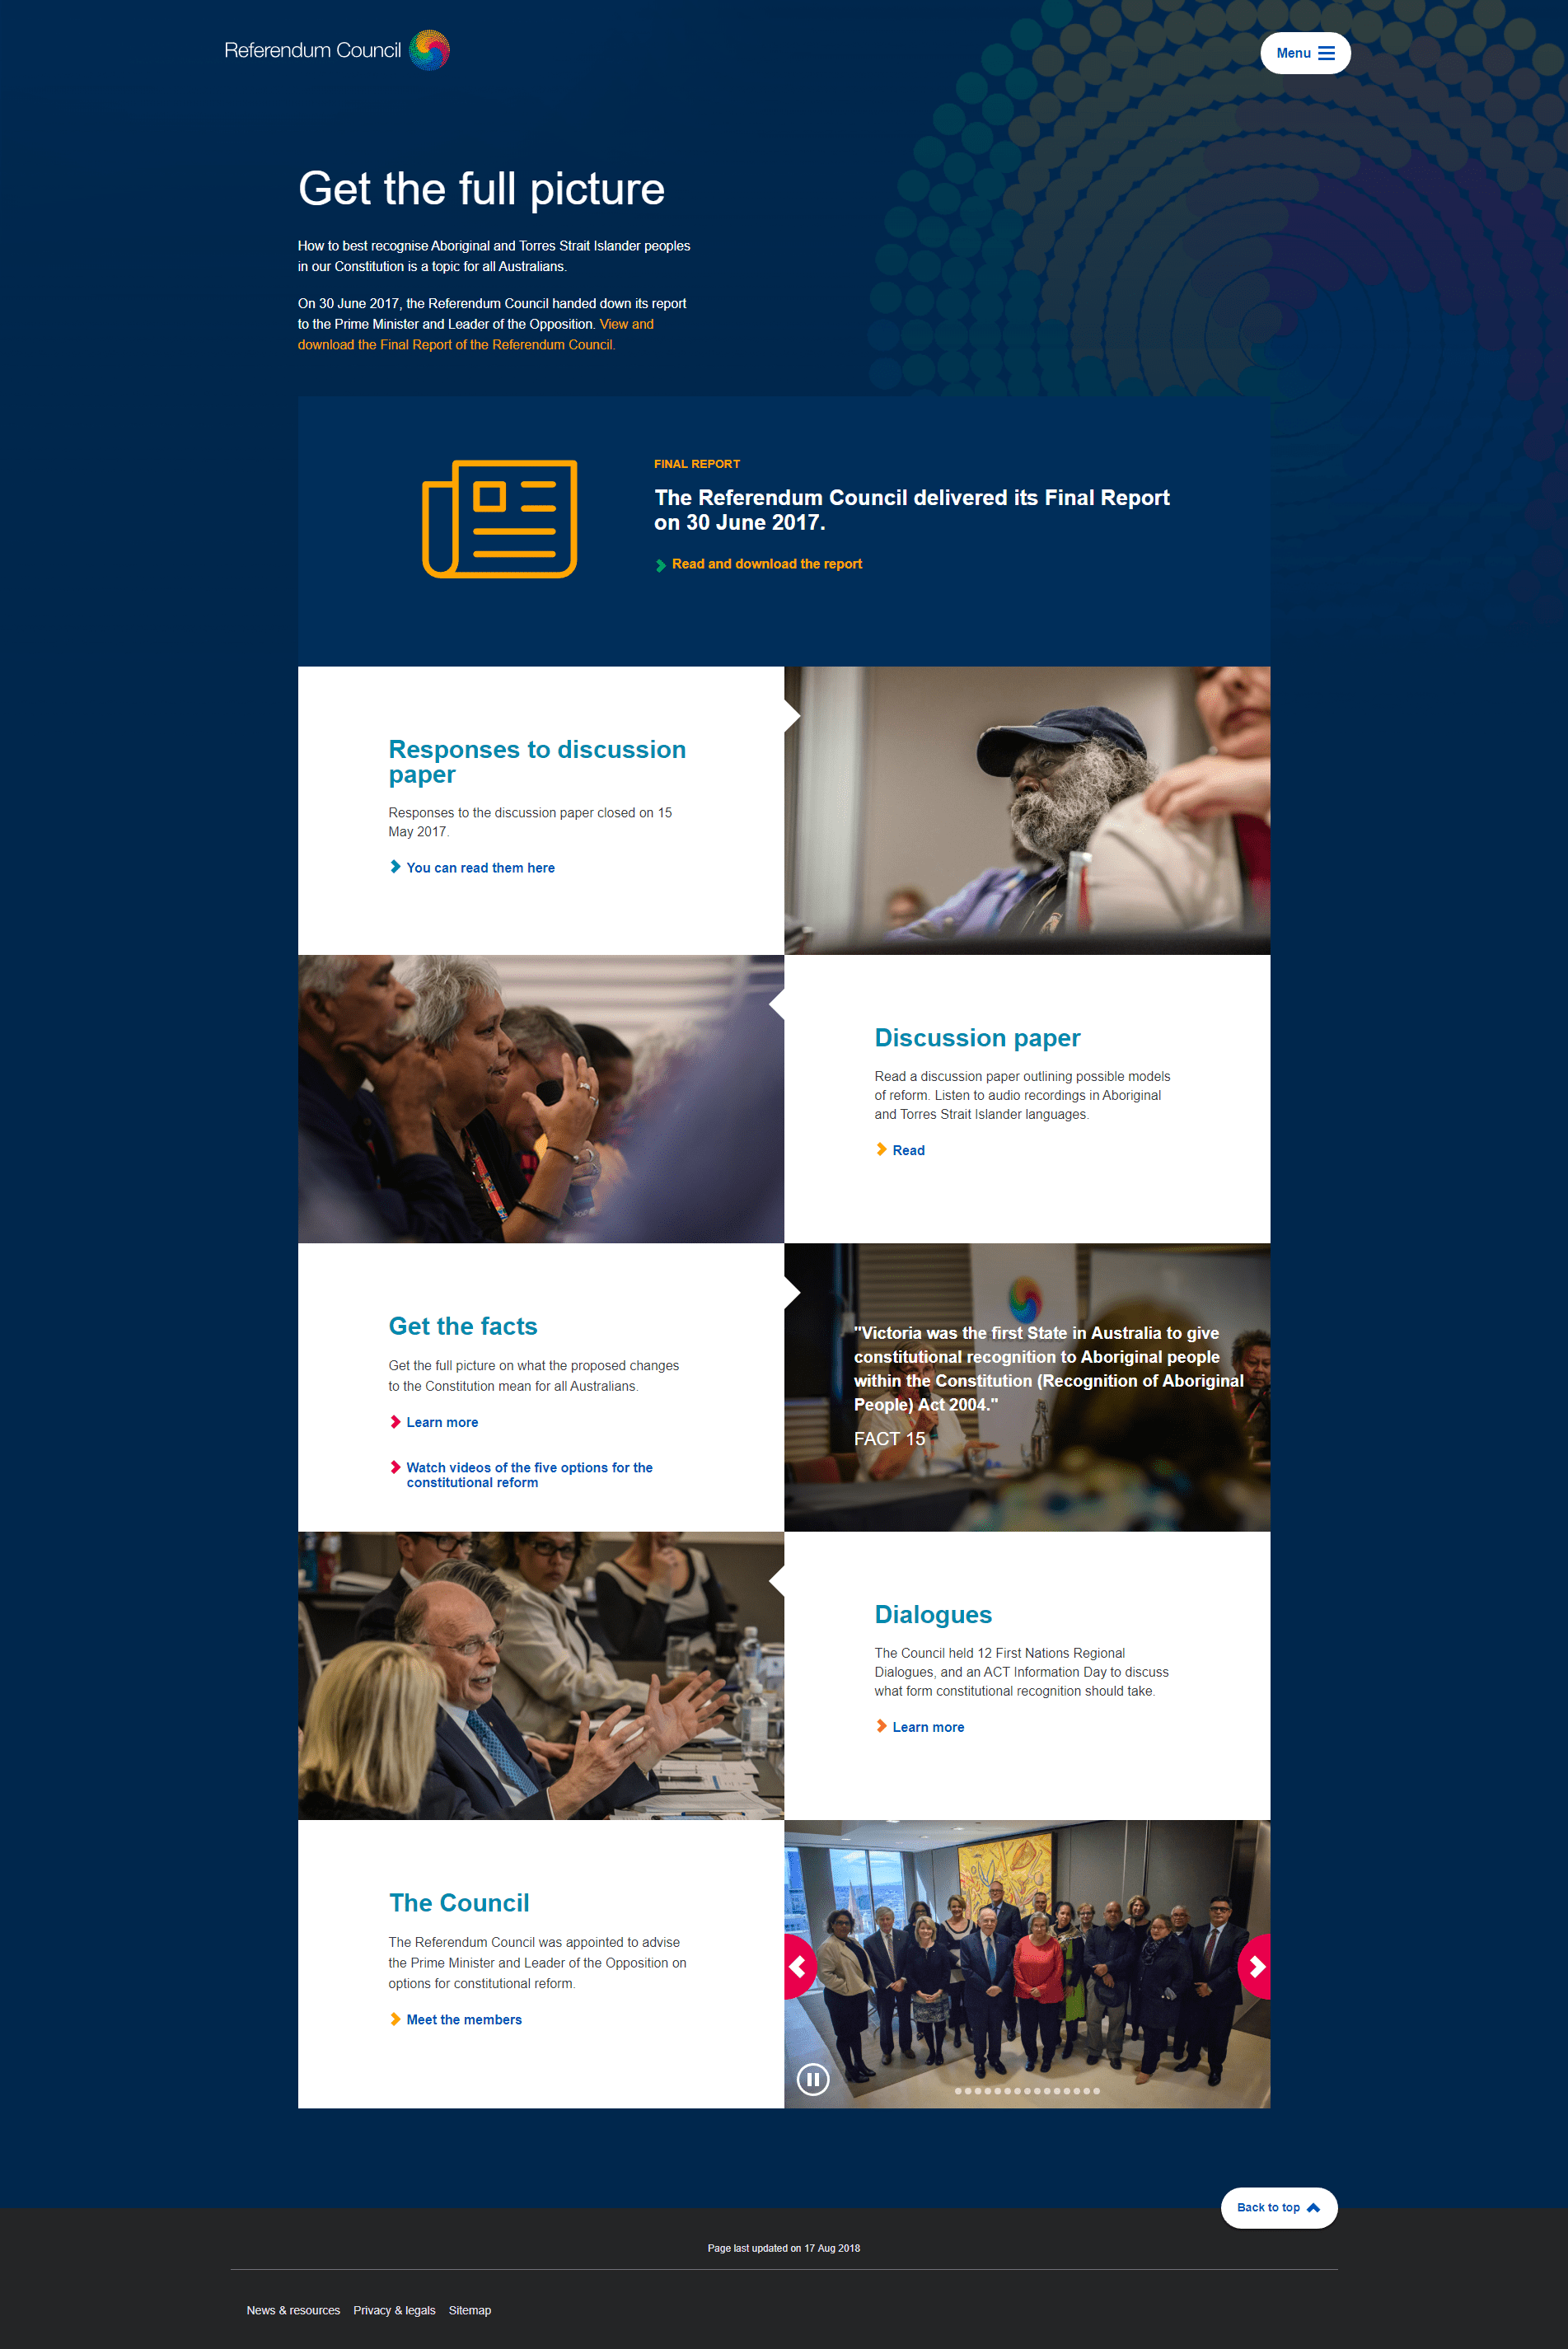 Referendum Council
Menu
Get the full picture
How to best recognise Aboriginal and Torres Strait Islander peoples
in our Constitution is a topic for all Australians.
On 30 June 2017, the Referendum Council handed down its report
to the Prime Minister and Leader of the Opposition. View and
download the Final Report of the Referendum Council.
FINAL REPORT
The Referendum Council delivered its Final Report
on 30 June 2017.
Read and download the report
Responses to discussion
paper
Responses to the discussion paper closed on 15
May 2017.
You can read them here
Discussion paper
Read a discussion paper outlining possible models
of reform. Listen to audio recordings in Aboriginal
and Torres Strait Islander languages.
Read
Get the facts
Get the full picture on what the proposed changes
to the Constitution mean for all Australians.
Learn more
Watch videos of the five options for the
constitutional reform
"Victoria was the first State in Australia to give
constitutional recognition to Aboriginal people
within the Constitution (Recognition of Aboriginal
People) Act 2004."
FACT 15
Dialogues
The Council held 12 First Nations Regional
Dialogues, and an ACT Information Day to discuss
what form constitutional recognition should take.
Learn more
The Council
The Referendum Council was appointed to advise
the Prime Minister and Leader of the Opposition on
options for constitutional reform.
Meet the members
Back to top
Page last updated on 17 Aug 2018
News & resources Privacy & legals Sitemap